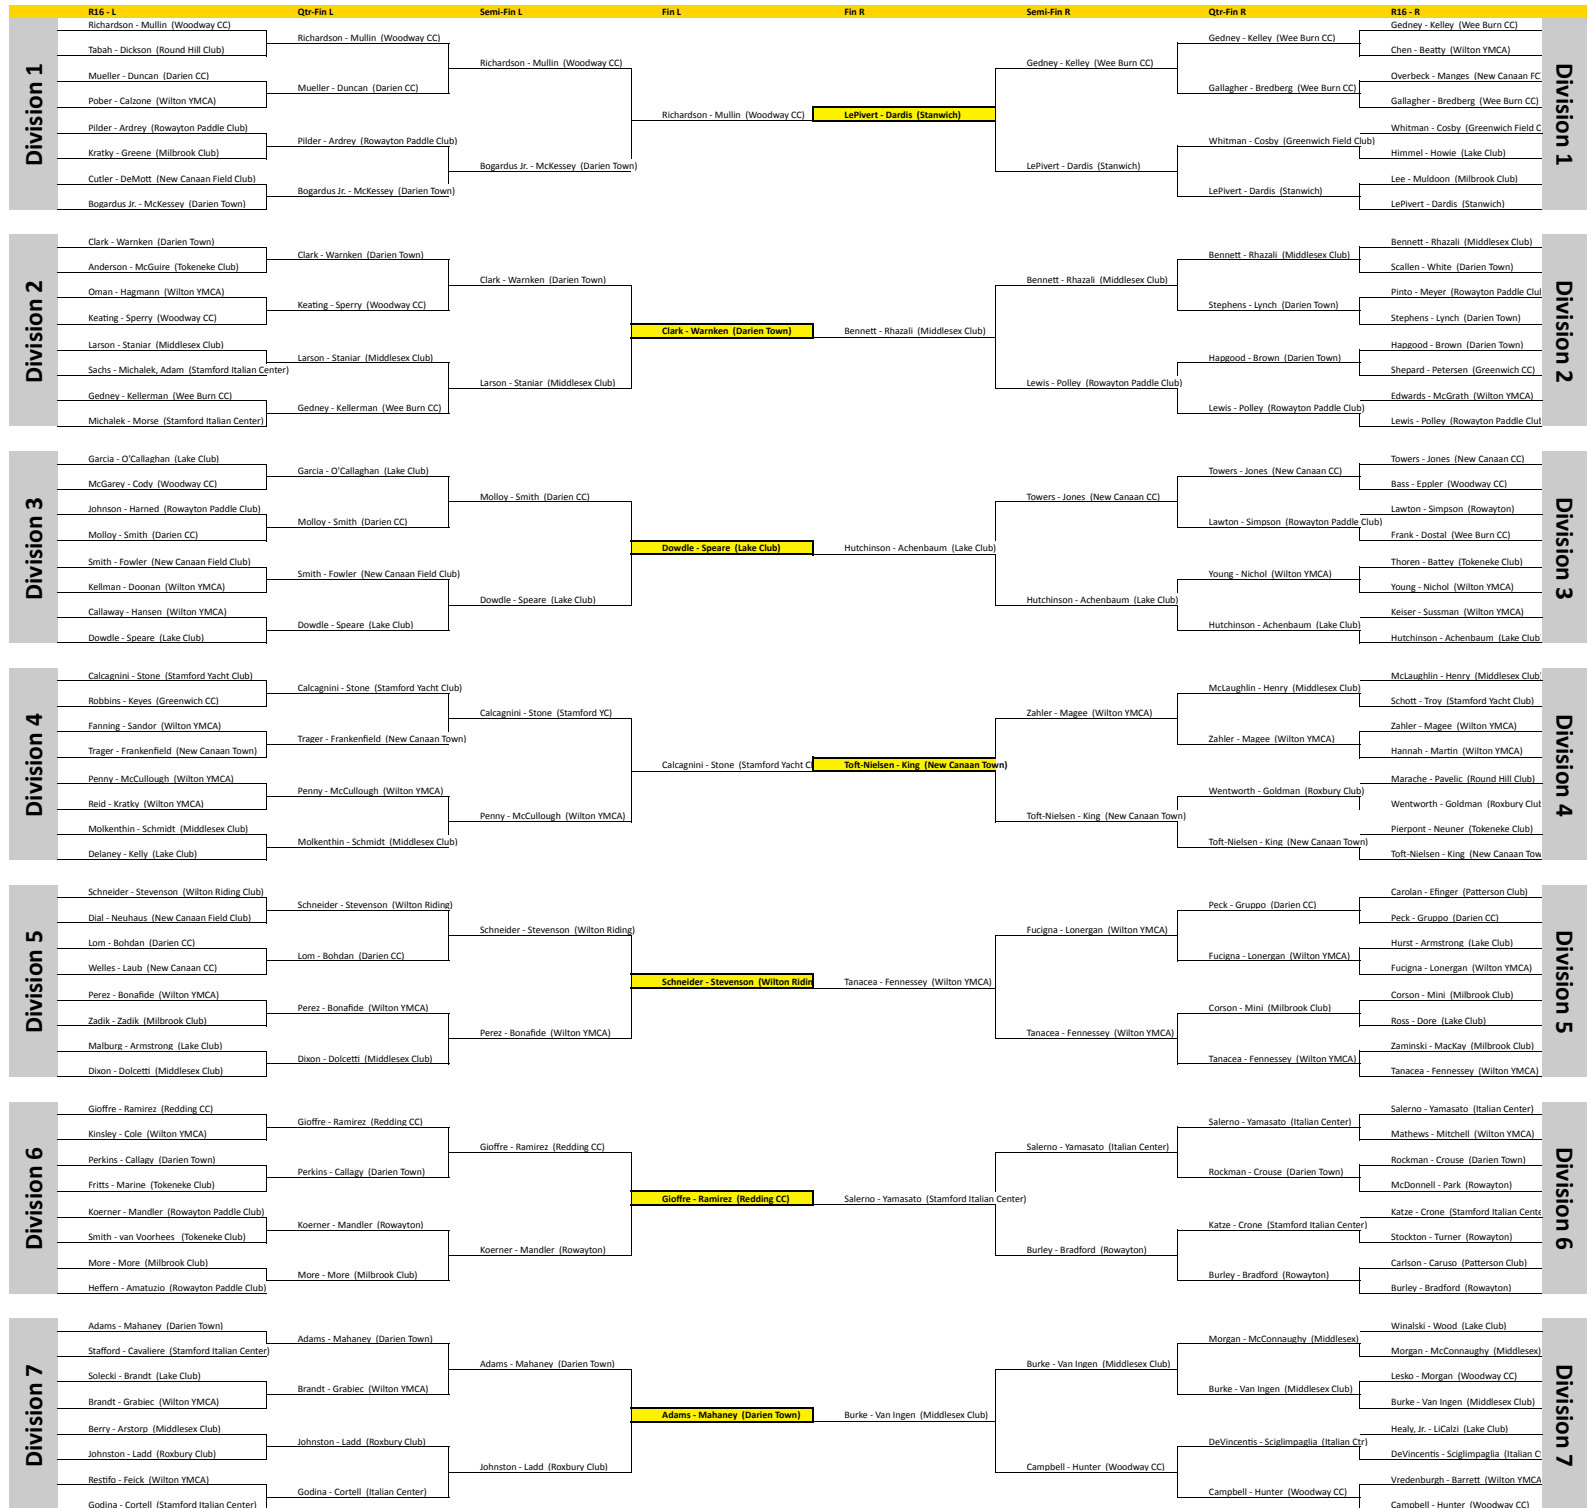 R16 - L Qtr-Fin L Semi-Fin L Fin L Fin R Semi-Fin R Qtr-Fin R R16 - R
Division 1
Richardson - Mullin (Woodway CC)
Tabah - Dickson (Round Hill Club)
Mueller - Duncan (Darien CC)
Pober - Calzone (Wilton YMCA)
Pilder - Ardrey (Rowayton Paddle Club)
Kratky - Greene (Milbrook Club)
Cutler - DeMott (New Canaan Field Club)
Bogardus Jr. - McKessey (Darien Town)
Richardson - Mullin (Woodway CC)
Mueller - Duncan (Darien CC)
Pilder - Ardrey (Rowayton Paddle Club)
Bogardus Jr. - McKessey (Darien Town)
Richardson - Mullin (Woodway CC)
Bogardus Jr. - McKessey (Darien Town)
Richardson - Mullin (Woodway CC)
LePivert - Dardis (Stanwich)
Gedney - Kelley (Wee Burn CC)
LePivert - Dardis (Stanwich)
Gedney - Kelley (Wee Burn CC)
Gallagher - Bredberg (Wee Burn CC)
Whitman - Cosby (Greenwich Field Club)
LePivert - Dardis (Stanwich)
Gedney - Kelley (Wee Burn CC)
Chen - Beatty (Wilton YMCA)
Overbeck - Manges (New Canaan FC
Gallagher - Bredberg (Wee Burn CC)
Whitman - Cosby (Greenwich Field C
Himmel - Howie (Lake Club)
Lee - Muldoon (Milbrook Club)
LePivert - Dardis (Stanwich)
Division 1
Division 2
Clark - Warnken (Darien Town)
Anderson - McGuire (Tokeneke Club)
Oman - Hagmann (Wilton YMCA)
Keating - Sperry (Woodway CC)
Larson - Staniar (Middlesex Club)
Sachs - Michalek, Adam (Stamford Italian Center)
Gedney - Kellerman (Wee Burn CC)
Michalek - Morse (Stamford Italian Center)
Clark - Warnken (Darien Town)
Keating - Sperry (Woodway CC)
Larson - Staniar (Middlesex Club)
Gedney - Kellerman (Wee Burn CC)
Clark - Warnken (Darien Town)
Larson - Staniar (Middlesex Club)
Clark - Warnken (Darien Town)
Bennett - Rhazali (Middlesex Club)
Bennett - Rhazali (Middlesex Club)
Lewis - Polley (Rowayton Paddle Club)
Bennett - Rhazali (Middlesex Club)
Stephens - Lynch (Darien Town)
Hapgood - Brown (Darien Town)
Lewis - Polley (Rowayton Paddle Club)
Bennett - Rhazali (Middlesex Club)
Scallen - White (Darien Town)
Pinto - Meyer (Rowayton Paddle Clu
Stephens - Lynch (Darien Town)
Hapgood - Brown (Darien Town)
Shepard - Petersen (Greenwich CC)
Edwards - McGrath (Wilton YMCA)
Lewis - Polley (Rowayton Paddle Clu
Division 2
Division 3
Garcia - O'Callaghan (Lake Club)
McGarey - Cody (Woodway CC)
Johnson - Harned (Rowayton Paddle Club)
Molloy - Smith (Darien CC)
Smith - Fowler (New Canaan Field Club)
Kellman - Doonan (Wilton YMCA)
Callaway - Hansen (Wilton YMCA)
Dowdle - Speare (Lake Club)
Garcia - O'Callaghan (Lake Club)
Molloy - Smith (Darien CC)
Smith - Fowler (New Canaan Field Club)
Dowdle - Speare (Lake Club)
Molloy - Smith (Darien CC)
Dowdle - Speare (Lake Club)
Dowdle - Speare (Lake Club)
Hutchinson - Achenbaum (Lake Club)
Towers - Jones (New Canaan CC)
Hutchinson - Achenbaum (Lake Club)
Towers - Jones (New Canaan CC)
Lawton - Simpson (Rowayton Paddle Club)
Young - Nichol (Wilton YMCA)
Hutchinson - Achenbaum (Lake Club)
Towers - Jones (New Canaan CC)
Bass - Eppler (Woodway CC)
Lawton - Simpson (Rowayton)
Frank - Dostal (Wee Burn CC)
Thoren - Battey (Tokeneke Club)
Young - Nichol (Wilton YMCA)
Keiser - Sussman (Wilton YMCA)
Hutchinson - Achenbaum (Lake Club
Division 3
Division 4
Calcagnini - Stone (Stamford Yacht Club)
Robbins - Keyes (Greenwich CC)
Fanning - Sandor (Wilton YMCA)
Trager - Frankenfield (New Canaan Town)
Penny - McCullough (Wilton YMCA)
Reid - Kratky (Wilton YMCA)
Molkenthin - Schmidt (Middlesex Club)
Delaney - Kelly (Lake Club)
Calcagnini - Stone (Stamford Yacht Club)
Trager - Frankenfield (New Canaan Town)
Penny - McCullough (Wilton YMCA)
Molkenthin - Schmidt (Middlesex Club)
Calcagnini - Stone (Stamford YC)
Penny - McCullough (Wilton YMCA)
Calcagnini - Stone (Stamford Yacht Cl
Toft-Nielsen - King (New Canaan Town)
Zahler - Magee (Wilton YMCA)
Toft-Nielsen - King (New Canaan Town)
McLaughlin - Henry (Middlesex Club)
Zahler - Magee (Wilton YMCA)
Wentworth - Goldman (Roxbury Club)
Toft-Nielsen - King (New Canaan Town)
McLaughlin - Henry (Middlesex Club
Schott - Troy (Stamford Yacht Club)
Zahler - Magee (Wilton YMCA)
Hannah - Martin (Wilton YMCA)
Marache - Pavelic (Round Hill Club)
Wentworth - Goldman (Roxbury Club
Pierpont - Neuner (Tokeneke Club)
Toft-Nielsen - King (New Canaan Tow
Division 4
Division 5
Schneider - Stevenson (Wilton Riding Club)
Dial - Neuhaus (New Canaan Field Club)
Lom - Bohdan (Darien CC)
Welles - Laub (New Canaan CC)
Perez - Bonafide (Wilton YMCA)
Zadik - Zadik (Milbrook Club)
Malburg - Armstrong (Lake Club)
Dixon - Dolcetti (Middlesex Club)
Schneider - Stevenson (Wilton Riding)
Lom - Bohdan (Darien CC)
Perez - Bonafide (Wilton YMCA)
Dixon - Dolcetti (Middlesex Club)
Schneider - Stevenson (Wilton Riding)
Perez - Bonafide (Wilton YMCA)
Schneider - Stevenson (Wilton Ridin
Tanacea - Fennessey (Wilton YMCA)
Fucigna - Lonergan (Wilton YMCA)
Tanacea - Fennessey (Wilton YMCA)
Peck - Gruppo (Darien CC)
Fucigna - Lonergan (Wilton YMCA)
Corson - Mini (Milbrook Club)
Tanacea - Fennessey (Wilton YMCA)
Carolan - Efinger (Patterson Club)
Peck - Gruppo (Darien CC)
Hurst - Armstrong (Lake Club)
Fucigna - Lonergan (Wilton YMCA)
Corson - Mini (Milbrook Club)
Ross - Dore (Lake Club)
Zaminski - MacKay (Milbrook Club)
Tanacea - Fennessey (Wilton YMCA)
Division 5
Division 6
Gioffre - Ramirez (Redding CC)
Kinsley - Cole (Wilton YMCA)
Perkins - Callagy (Darien Town)
Fritts - Marine (Tokeneke Club)
Koerner - Mandler (Rowayton Paddle Club)
Smith - van Voorhees (Tokeneke Club)
More - More (Milbrook Club)
Heffern - Amatuzio (Rowayton Paddle Club)
Gioffre - Ramirez (Redding CC)
Perkins - Callagy (Darien Town)
Koerner - Mandler (Rowayton)
More - More (Milbrook Club)
Gioffre - Ramirez (Redding CC)
Koerner - Mandler (Rowayton)
Gioffre - Ramirez (Redding CC)
Salerno - Yamasato (Stamford Italian Center)
Salerno - Yamasato (Italian Center)
Burley - Bradford (Rowayton)
Salerno - Yamasato (Italian Center)
Rockman - Crouse (Darien Town)
Katze - Crone (Stamford Italian Center)
Burley - Bradford (Rowayton)
Salerno - Yamasato (Italian Center)
Mathews - Mitchell (Wilton YMCA)
Rockman - Crouse (Darien Town)
McDonnell - Park (Rowayton)
Katze - Crone (Stamford Italian Cente
Stockton - Turner (Rowayton)
Carlson - Caruso (Patterson Club)
Burley - Bradford (Rowayton)
Division 6
Division 7
Adams - Mahaney (Darien Town)
Stafford - Cavaliere (Stamford Italian Center)
Solecki - Brandt (Lake Club)
Brandt - Grabiec (Wilton YMCA)
Berry - Arstorp (Middlesex Club)
Johnston - Ladd (Roxbury Club)
Restifo - Feick (Wilton YMCA)
Godina - Cortell (Stamford Italian Center)
Adams - Mahaney (Darien Town)
Brandt - Grabiec (Wilton YMCA)
Johnston - Ladd (Roxbury Club)
Godina - Cortell (Italian Center)
Adams - Mahaney (Darien Town)
Johnston - Ladd (Roxbury Club)
Adams - Mahaney (Darien Town)
Burke - Van Ingen (Middlesex Club)
Burke - Van Ingen (Middlesex Club)
Campbell - Hunter (Woodway CC)
Morgan - McConnaughy (Middlesex)
Burke - Van Ingen (Middlesex Club)
DeVincentis - Sciglimpaglia (Italian Ctr)
Campbell - Hunter (Woodway CC)
Winalski - Wood (Lake Club)
Morgan - McConnaughy (Middlesex)
Lesko - Morgan (Woodway CC)
Burke - Van Ingen (Middlesex Club)
Healy, Jr. - LiCalzi (Lake Club)
DeVincentis - Sciglimpaglia (Italian C
Vredenburgh - Barrett (Wilton YMCA
Campbell - Hunter (Woodway CC)
Division 7